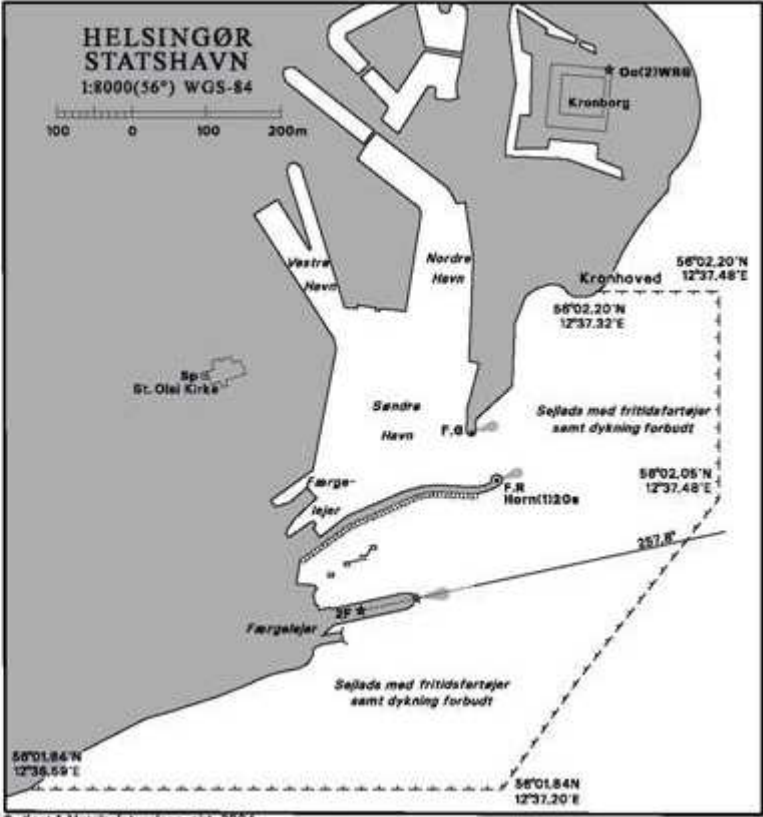 HELSINGØR
STATSHAVN
1:8000(56°) WGS-84
100 0 100 200m
Oc(2)WRG
Kronborg
Vestre
Havn
Nordre
Havn
Kronhoved
56°02,20'N
12°37,48'E
56°02,20'N
12°37,32'E
Sp
St. Olai Kirke
Søndre
Havn
F.G
Sejlads med fritidsfartøjer
samt dykning forbudt
56°02,05'N
12°37,48'E
Færge-
lejer
F.R
Horn(1)20s
257,8°
2F
Færgelejer
Sejlads med fritidsfartøjer
samt dykning forbudt
56°01,84'N
12°36,59'E
56°01,84N
12°37,20'E